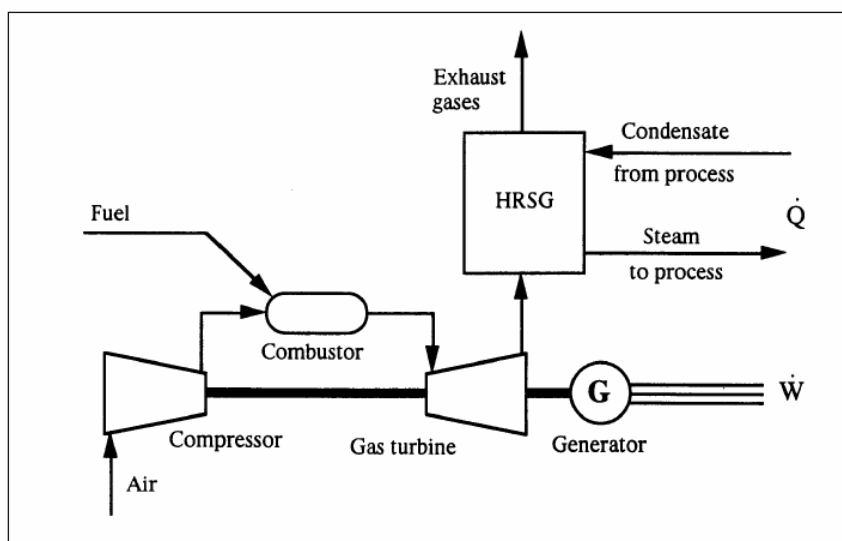 Exhaust
gases
Condensate
from process
HRSG
Q̇
Steam
to process
Fuel
Combustor
G
Ẇ
Compressor
Gas turbine
Generator
Air